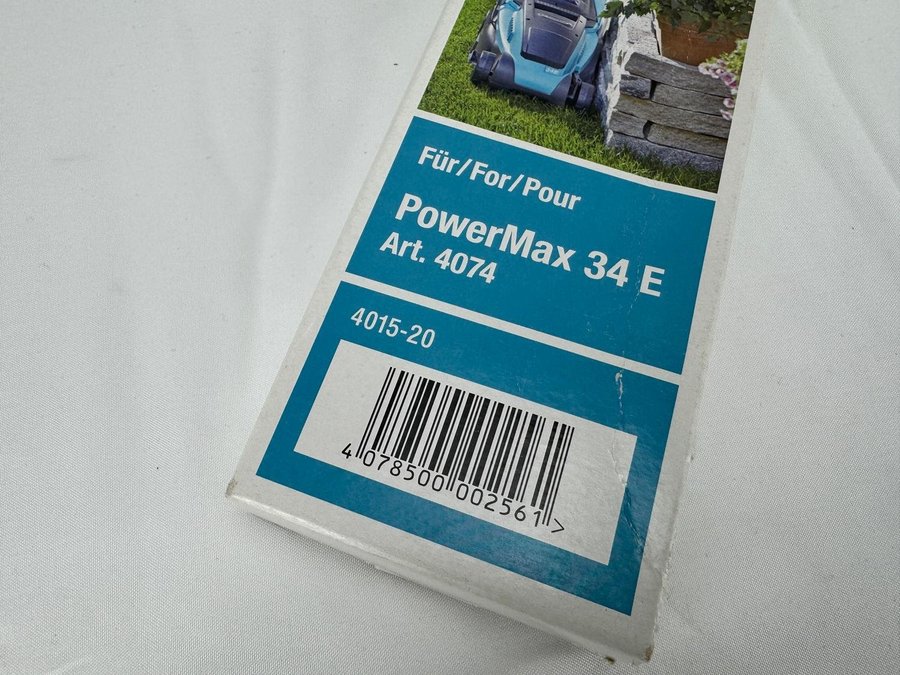 Für/For/Pour
PowerMax 34 E
Art. 4074
4015-20
4 078500 002561 >